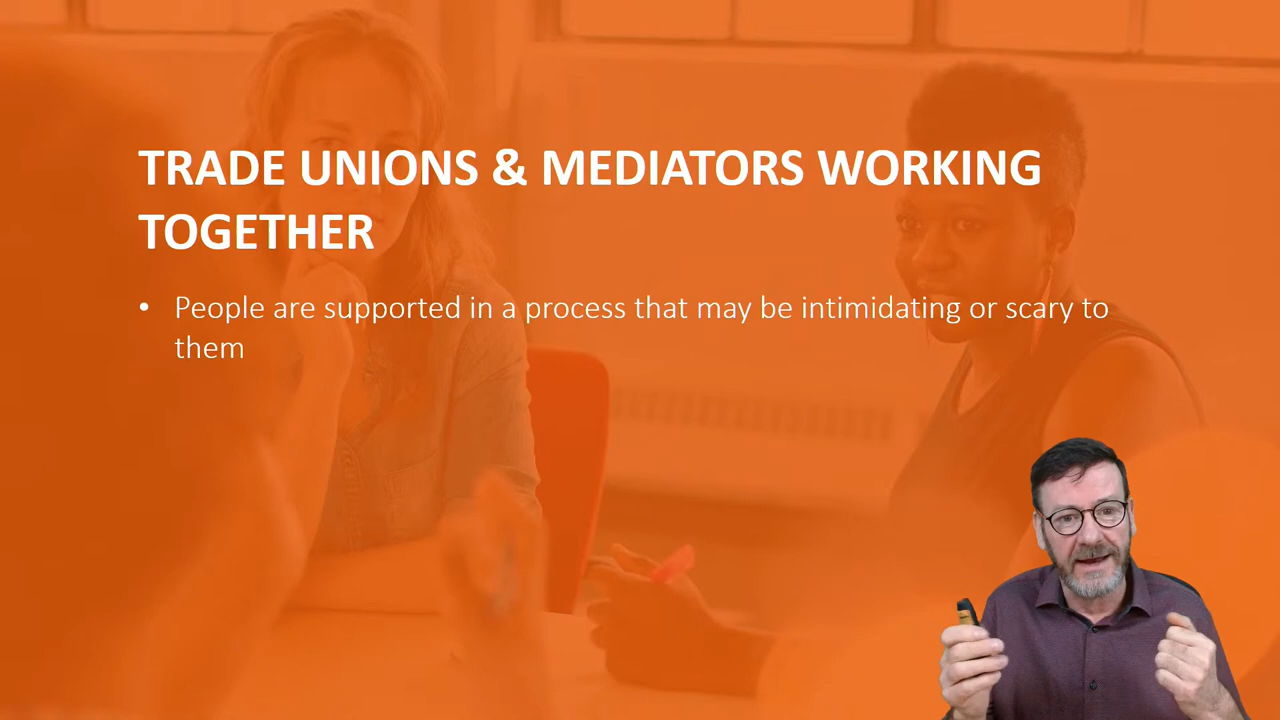 TRADE UNIONS & MEDIATORS WORKING
TOGETHER
• People are supported in a process that may be intimidating or scary to
them